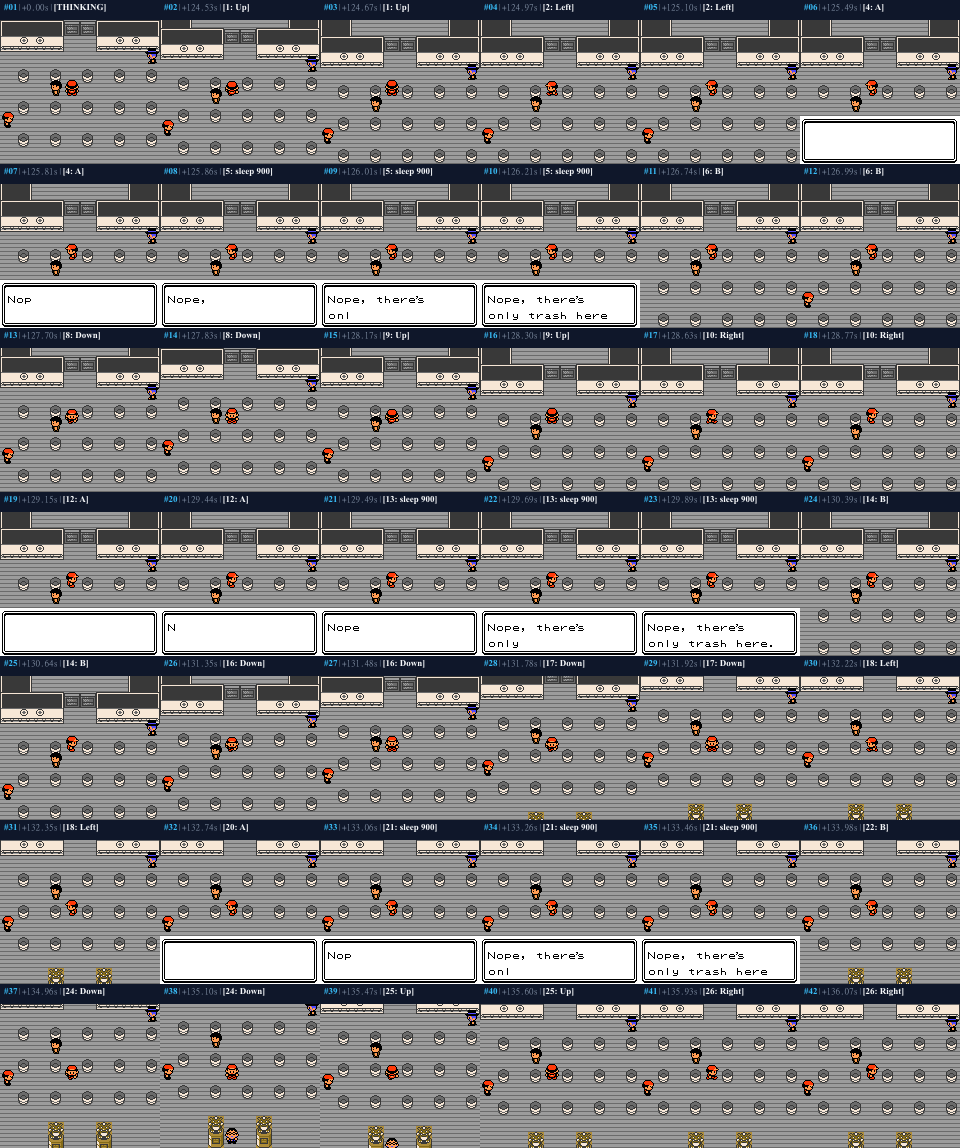 #01|+0.00s|[THINKING]
#02|+124.53s|[1: Up]
#03|+124.67s|[1: Up]
#04|+124.97s|[2: Left]
#05|+125.10s|[2: Left]
#06|+125.49s|[4: A]
#07|+125.81s|[4: A]
#08|+125.86s|[5: sleep 900]
#09|+126.01s|[5: sleep 900]
#10|+126.21s|[5: sleep 900]
#11|+126.74s|[6: B]
#12|+126.99s|[6: B]
Nop
Nope,
Nope, there's
onl
Nope, there's
only trash here
#13|+127.70s|[8: Down]
#14|+127.83s|[8: Down]
#15|+128.17s|[9: Up]
#16|+128.30s|[9: Up]
#17|+128.63s|[10: Right]
#18|+128.77s|[10: Right]
#19|+129.15s|[12: A]
#20|+129.44s|[12: A]
#21|+129.49s|[13: sleep 900]
#22|+129.69s|[13: sleep 900]
#23|+129.89s|[13: sleep 900]
#24|+130.39s|[14: B]
N
Nope
Nope, there's
only
Nope, there's
only trash here.
#25|+130.64s|[14: B]
#26|+131.35s|[16: Down]
#27|+131.48s|[16: Down]
#28|+131.78s|[17: Down]
#29|+131.92s|[17: Down]
#30|+132.22s|[18: Left]
#31|+132.35s|[18: Left]
#32|+132.74s|[20: A]
#33|+133.06s|[21: sleep 900]
#34|+133.26s|[21: sleep 900]
#35|+133.46s|[21: sleep 900]
#36|+133.98s|[22: B]
Nop
Nope, there's
onl
Nope, there's
only trash here
#37|+134.96s|[24: Down]
#38|+135.10s|[24: Down]
#39|+135.47s|[25: Up]
#40|+135.60s|[25: Up]
#41|+135.93s|[26: Right]
#42|+136.07s|[26: Right]